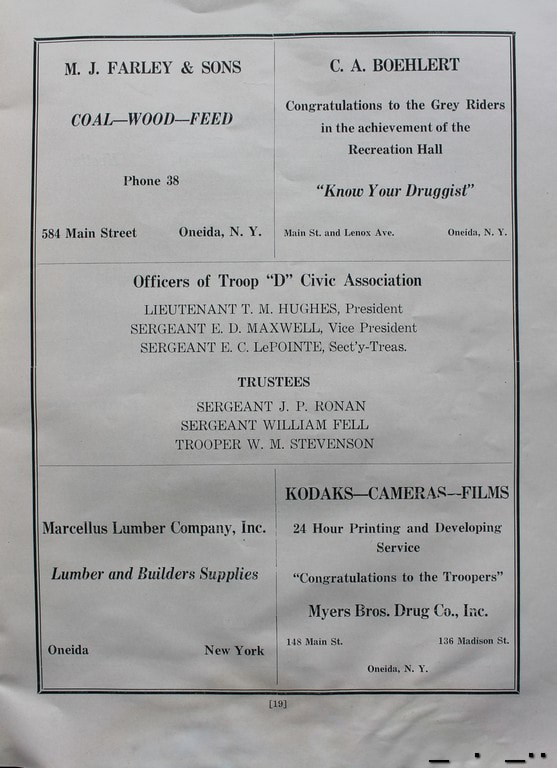 M. J. FARLEY & SONS
COAL—WOOD—FEED
Phone 38
584 Main Street Oneida, N. Y.
C. A. BOEHLERT
Congratulations to the Grey Riders
in the achievement of the
Recreation Hall
"Know Your Druggist"
Main St. and Lenox Ave. Oneida, N. Y.
Officers of Troop "D" Civic Association
LIEUTENANT T. M. HUGHES, President
SERGEANT E. D. MAXWELL, Vice President
SERGEANT E. C. LePOINTE, Sect'y-Treas.
TRUSTEES
SERGEANT J. P. RONAN
SERGEANT WILLIAM FELL
TROOPER W. M. STEVENSON
Marcellus Lumber Company, Inc.
Lumber and Builders Supplies
Oneida New York
KODAKS—CAMERAS—FILMS
24 Hour Printing and Developing
Service
"Congratulations to the Troopers"
Myers Bros. Drug Co., Inc.
148 Main St. 136 Madison St.
Oneida, N. Y.
[19]